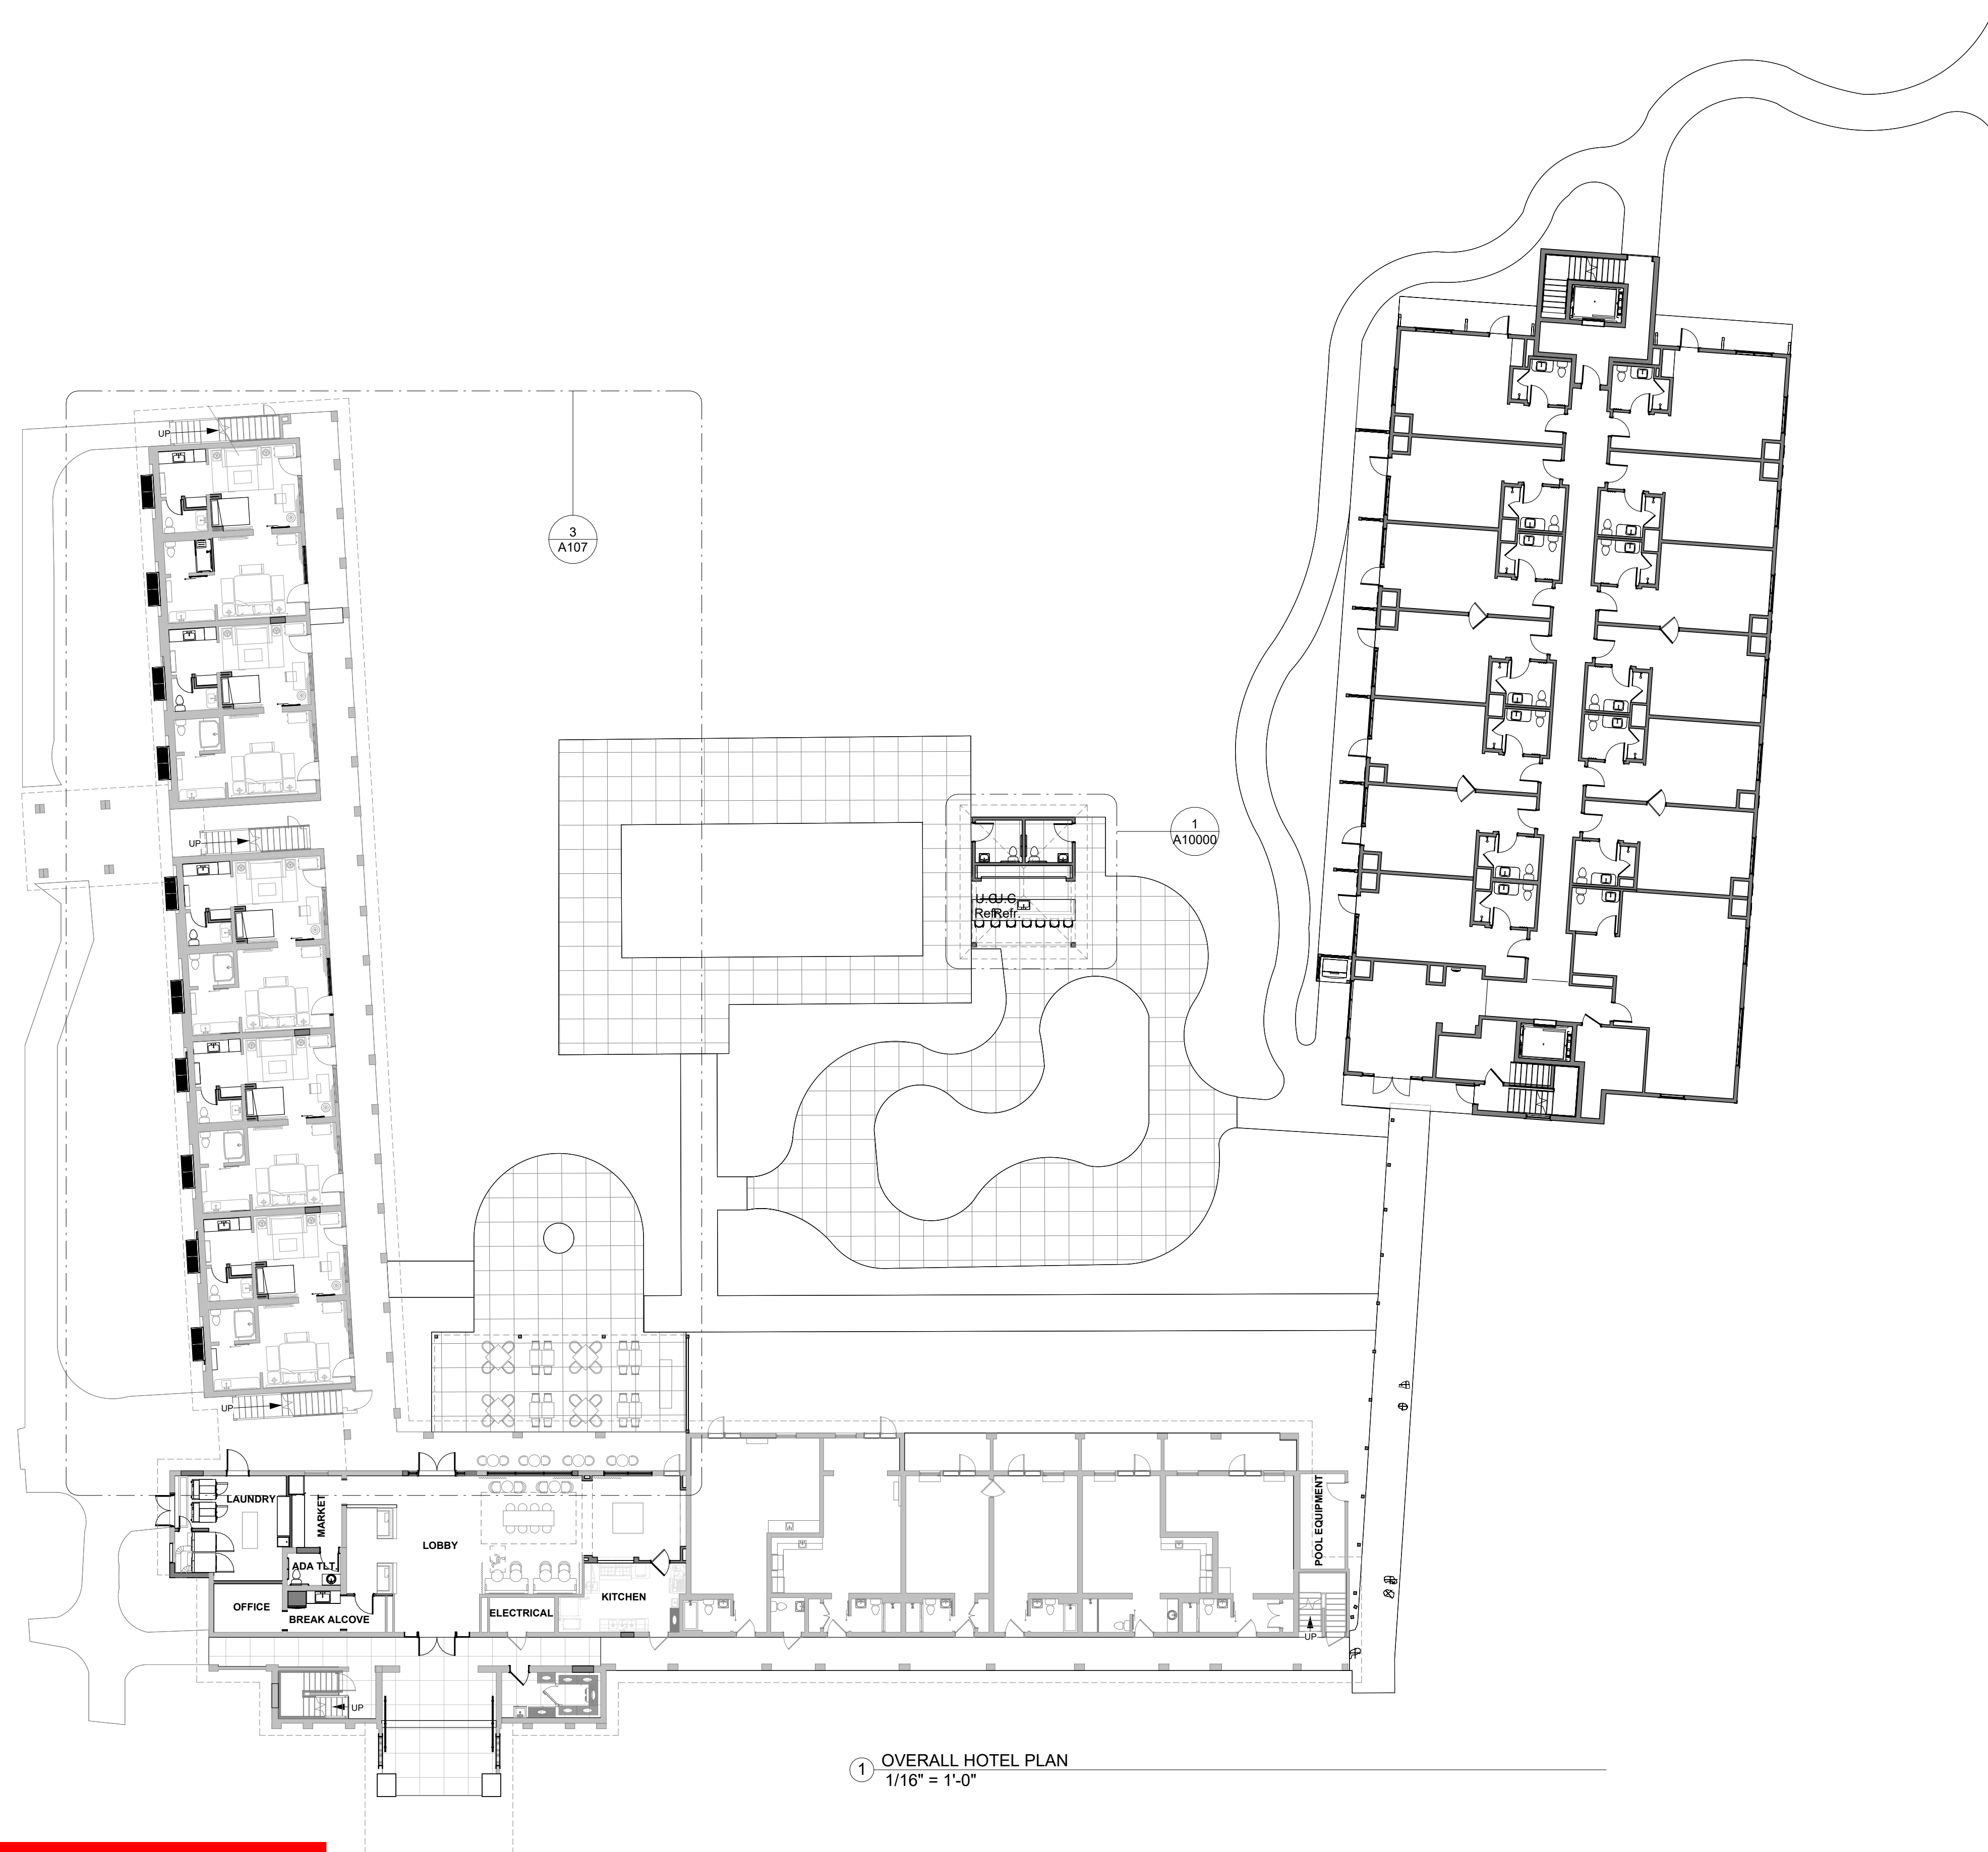 UP
3
A107
1
A10000
UP
U.C. U.C.
Refr. Refr.
UP
LAUNDRY
MARKET
POOL EQUIPMENT
LOBBY
ADA TLT.
KITCHEN
OFFICE
BREAK ALCOVE
ELECTRICAL
UP
UP
1 OVERALL HOTEL PLAN
1/16" = 1'-0"